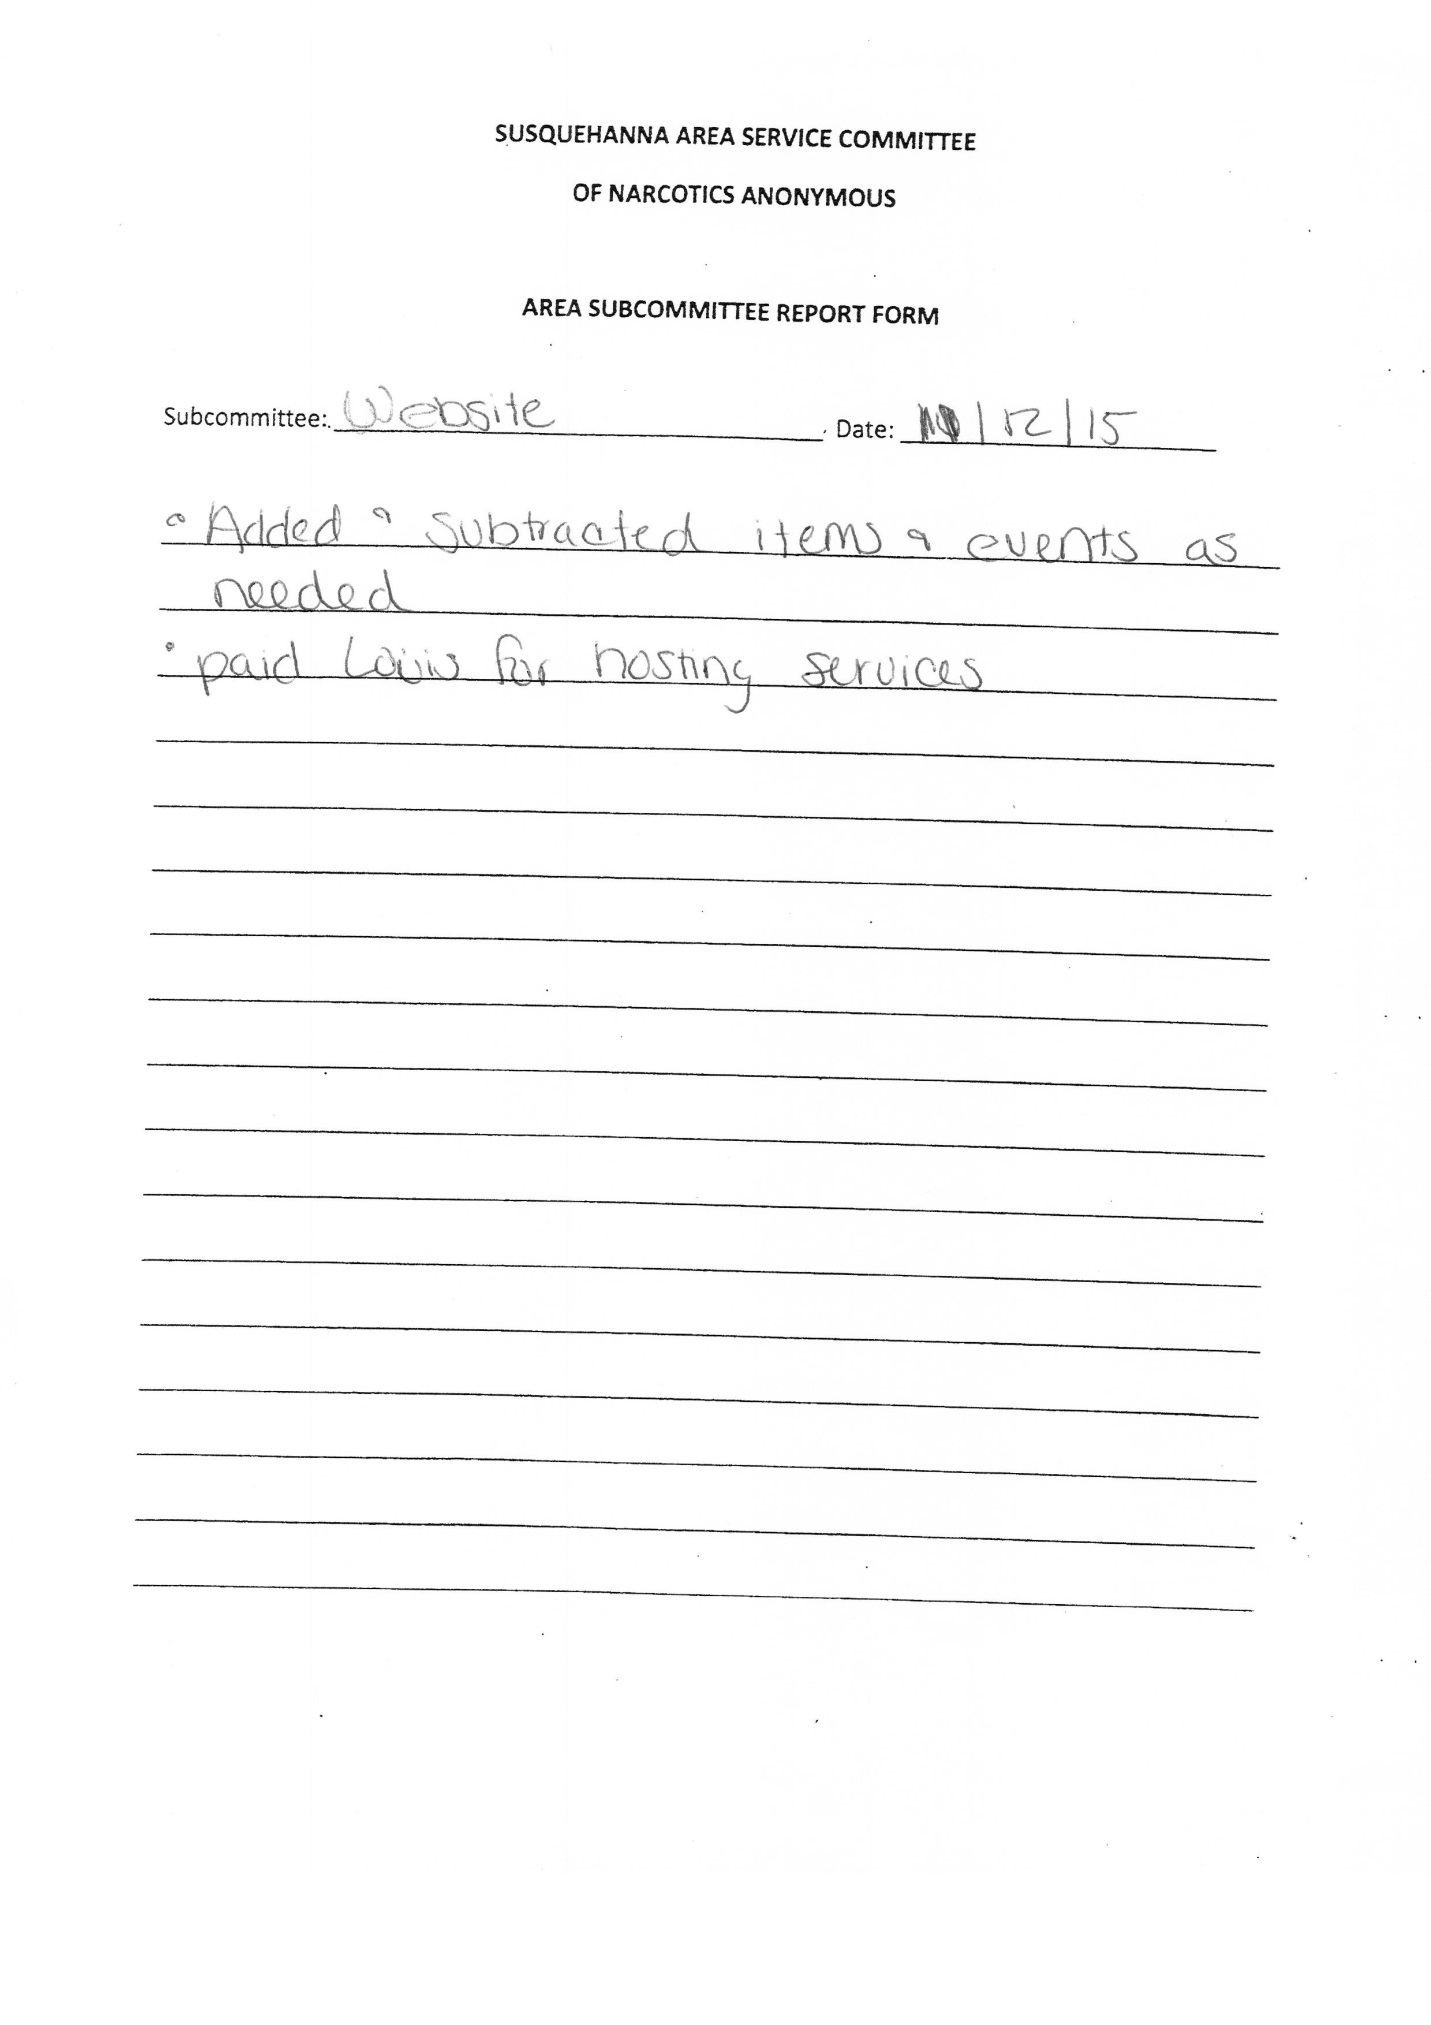 SUSQUEHANNA AREA SERVICE COMMITTEE
OF NARCOTICS ANONYMOUS
AREA SUBCOMMITTEE REPORT FORM
Subcommittee: Website Date: /12/15
• Added & subtracted items & events as
needed
• paid Louis for hosting services